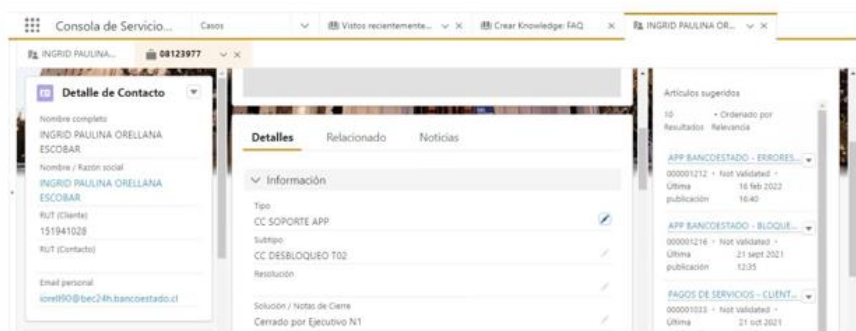 Consola de Servicio...
Casos
Vistos recientemente...
Crear Knowledge: FAQ
INGRID PAULINA OR...
INGRID PAULINA...
08123977
Detalle de Contacto
Nombre completo
INGRID PAULINA ORELLANA
ESCOBAR
Nombre / Razón social
INGRID PAULINA ORELLANA
ESCOBAR
RUT (Cliente)
151941028
RUT (Contacto)
Email personal
iorell90@bec24h.bancoestado.cl
Detalles Relacionado Noticias
Información
Tipo
CC SOPORTE APP
Subtipo
CC DESBLOQUEO T02
Resolución
Solución / Notas de Cierre
Cerrado por Ejecutivo N1
Artículos sugeridos
10 • Ordenado por
Resultados Relevancia
APP BANCOESTADO - ERRORES...
000001212 • Not Validated •
Última 16 feb 2022
publicación 16:40
APP BANCOESTADO - BLOQUE...
000001216 • Not Validated •
Última 21 sept 2021
publicación 12:35
PAGOS DE SERVICIOS - CLIENT...
000001033 • Not Validated •
Última 21 oct 2021